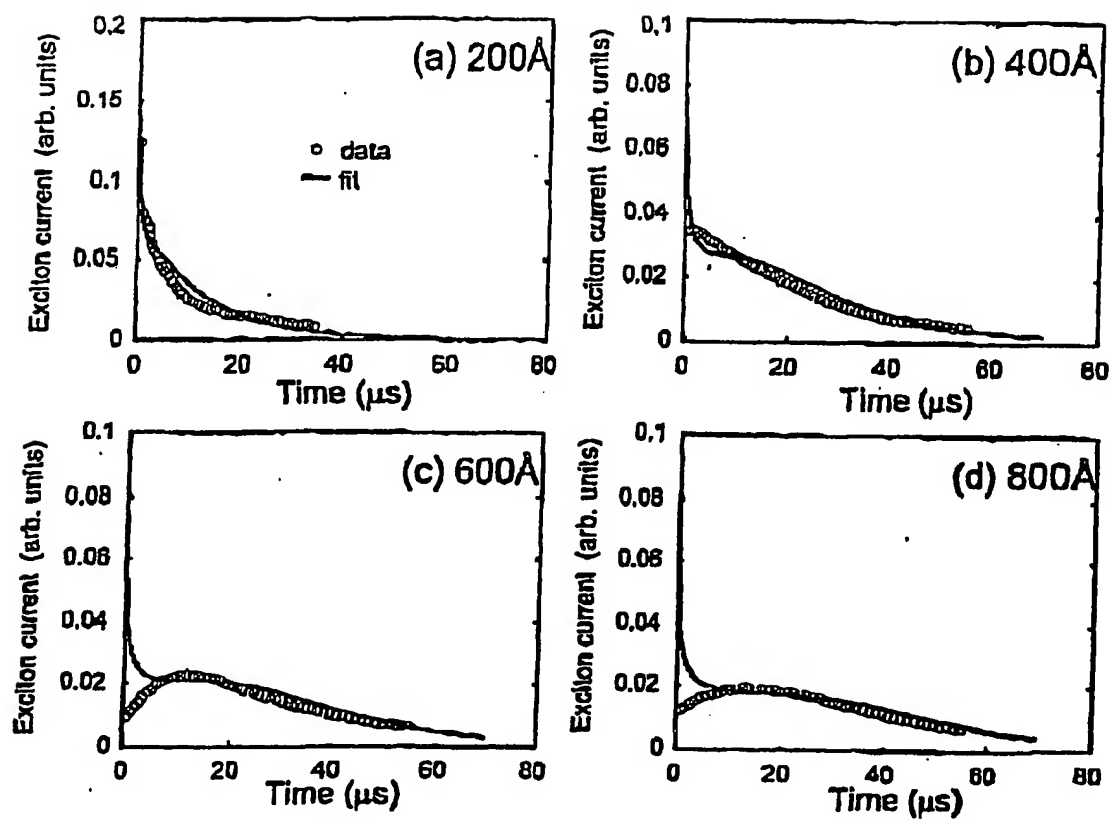 0,2
0.15
0.1
0.05
0
Exciton current (arb. units)
(a) 200Å
data
fit
0 20 40 60 80
Time (μs)
0,1
0.08
0.06
0.04
0.02
0
Exciton current (arb. units)
(b) 400Å
0 20 40 60 80
Time (μs)
0,1
0.08
0.06
0.04
0.02
0
Exciton current (arb. units)
(c) 600Å
0 20 40 60 80
Time (μs)
0,1
0.08
0.06
0.04
0.02
0
Exciton current (arb. units)
(d) 800Å
0 20 40 60 80
Time (μs)